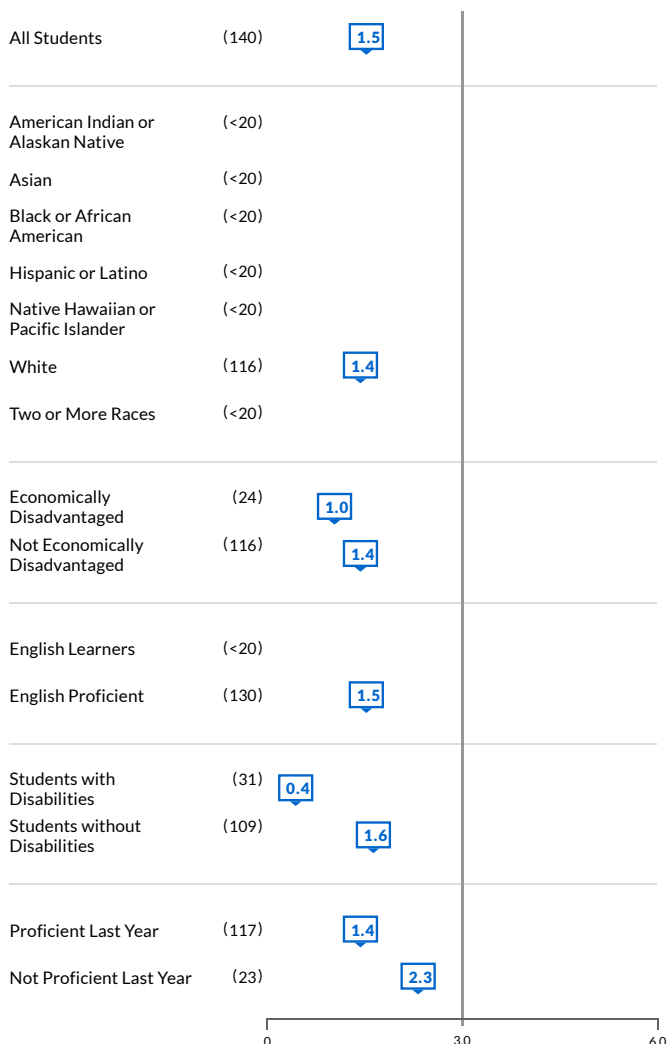 All Students (140) 1.5
American Indian or (<20)
Alaskan Native
Asian (<20)
Black or African (<20)
American
Hispanic or Latino (<20)
Native Hawaiian or (<20)
Pacific Islander
White (116) 1.4
Two or More Races (<20)
Economically (24) 1.0
Disadvantaged
Not Economically (116) 1.4
Disadvantaged
English Learners (<20)
English Proficient (130) 1.5
Students with (31) 0.4
Disabilities
Students without (109) 1.6
Disabilities
Proficient Last Year (117) 1.4
Not Proficient Last Year (23) 2.3
0 3.0 6.0